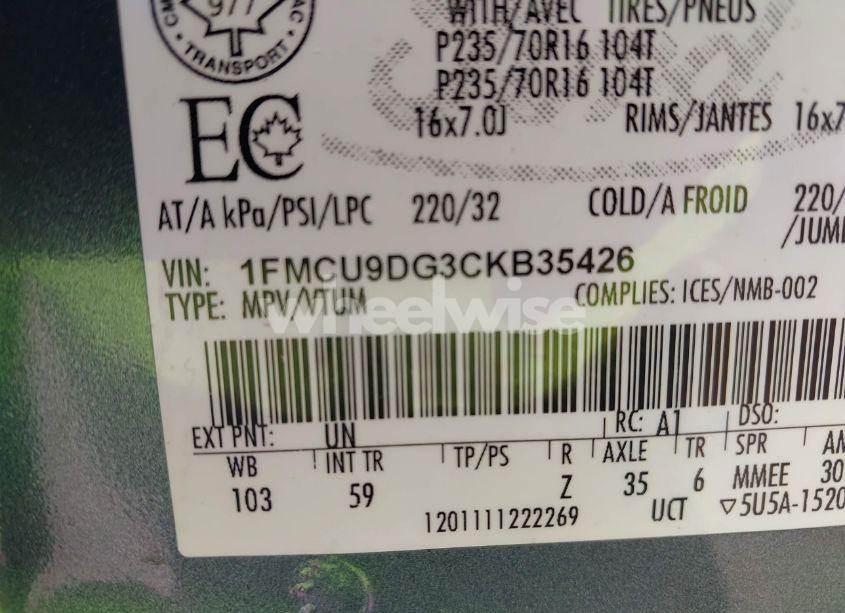 WITH/AVEC TIRES/PNEUS
977
TRANSPORT
P235/70R16 104T
P235/70R16 104T
16x7.0J RIMS/JANTES 16x7
EC
AT/A kPa/PSI/LPC 220/32 COLD/A FROID 220/
/JUME
VIN: 1FMCU9DG3CKB35426
TYPE: MPV/VTUM COMPLIES: ICES/NMB-002
wheelwise
EXT PNT: UN RC: A1 DSO:
WB INT TR TP/PS R AXLE TR SPR AM
103 59 Z 35 6 MMEE 30
1201111222269 UCT ▽5U5A-1520